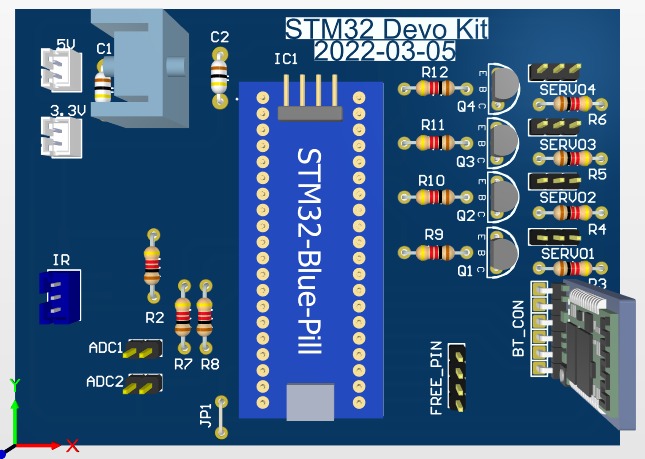 STM32 Devo Kit
2022-03-05
5V
C1
C2
IC1
3.3V
R12
E
B
C
Q4
SERVO4
R6
R11
E
B
C
Q3
SERVO3
R5
STM32-Blue-Pill
R10
E
B
C
Q2
SERVO2
R4
R9
E
B
C
Q1
SERVO1
R3
IR
R2
R7
R8
ADC1
ADC2
JP1
FREE_PIN
BT_CON
Y
X